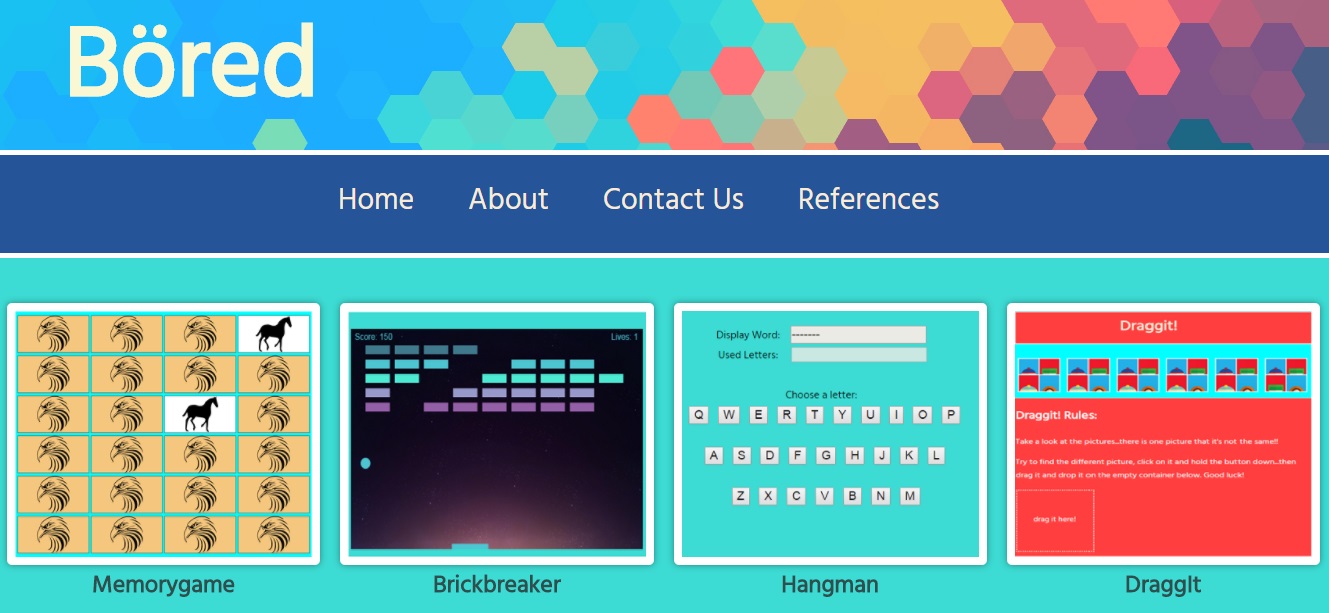 Böred
Home About Contact Us References
Score: 150 Lives: 1
Display Word: -------
Used Letters:
Choose a letter:
Q W E R T Y U I O P
A S D F G H J K L
Z X C V B N M
Draggit!
Draggit! Rules:
Take a look at the pictures...there is one picture that it's not the same!!
Try to find the different picture, click on it and hold the button down...then
drag it and drop it on the empty container below. Good luck!
drag it here!
Memorygame Brickbreaker Hangman DraggIt